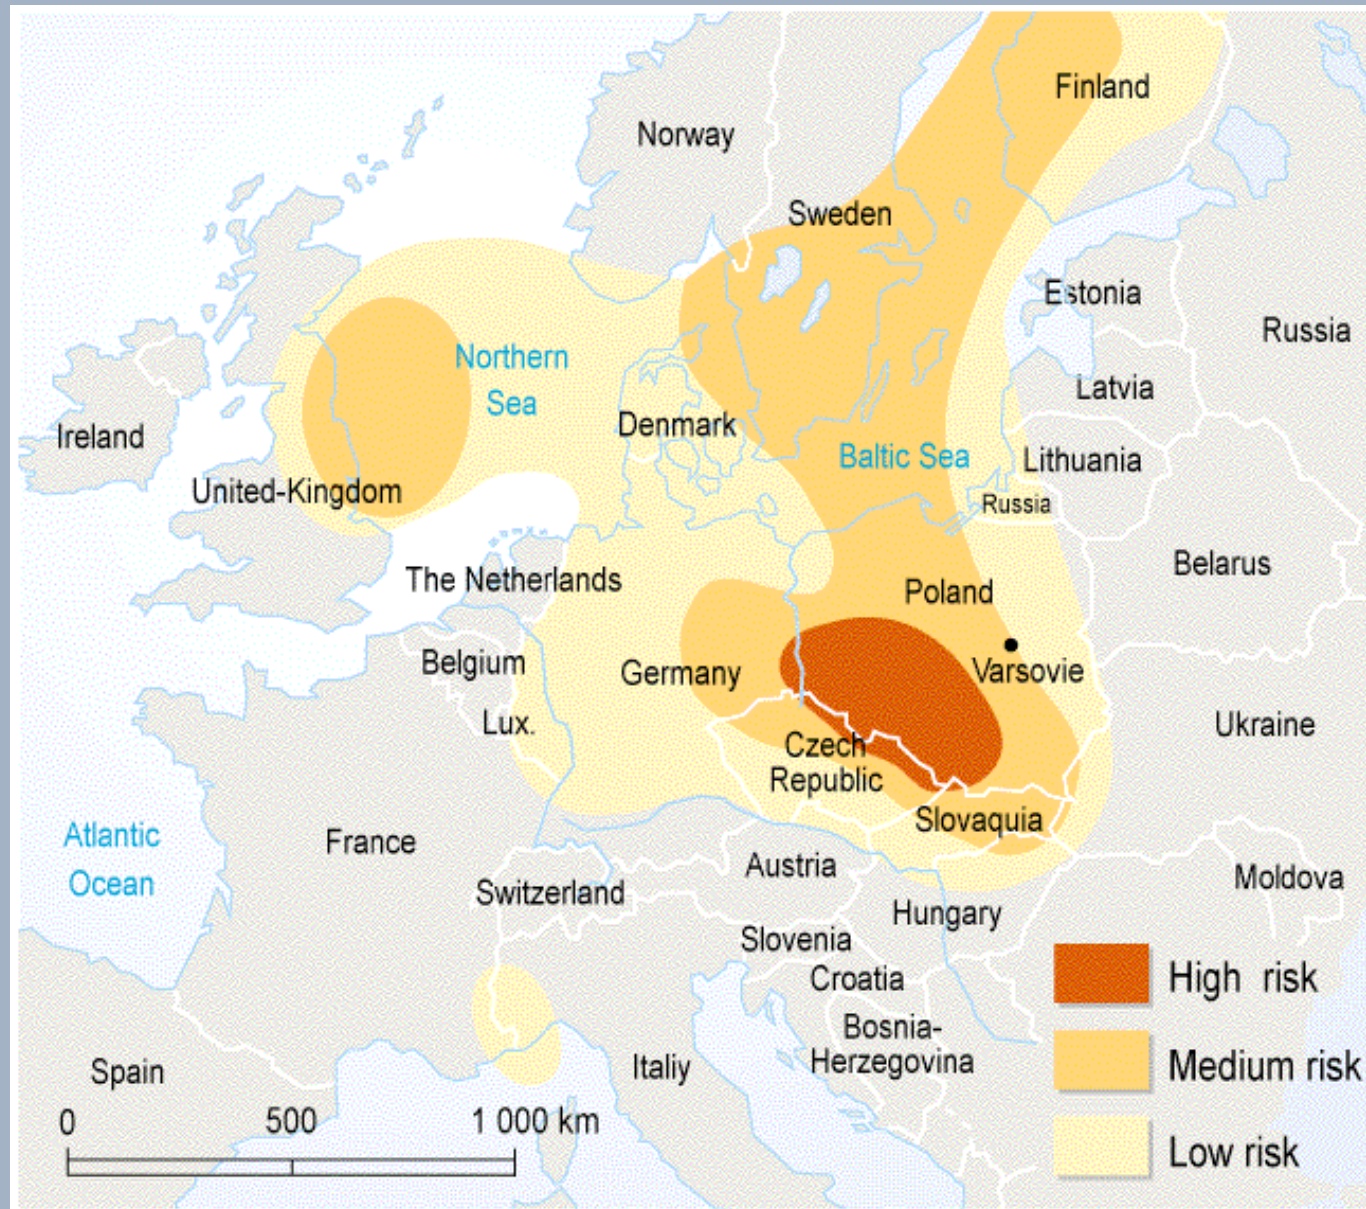 Finland
Norway
Sweden
Estonia
Russia
Northern
Sea
Latvia
Denmark
Ireland
Baltic Sea
Lithuania
United-Kingdom
Russia
Belarus
The Netherlands
Poland
Belgium
Germany
Varsovie
Lux.
Ukraine
Czech
Republic
Slovaquia
Atlantic
Ocean
France
Austria
Switzerland
Moldova
Hungary
Slovenia
Croatia
High risk
Bosnia-
Herzegovina
Spain
Italiy
Medium risk
0 500 1 000 km
Low risk